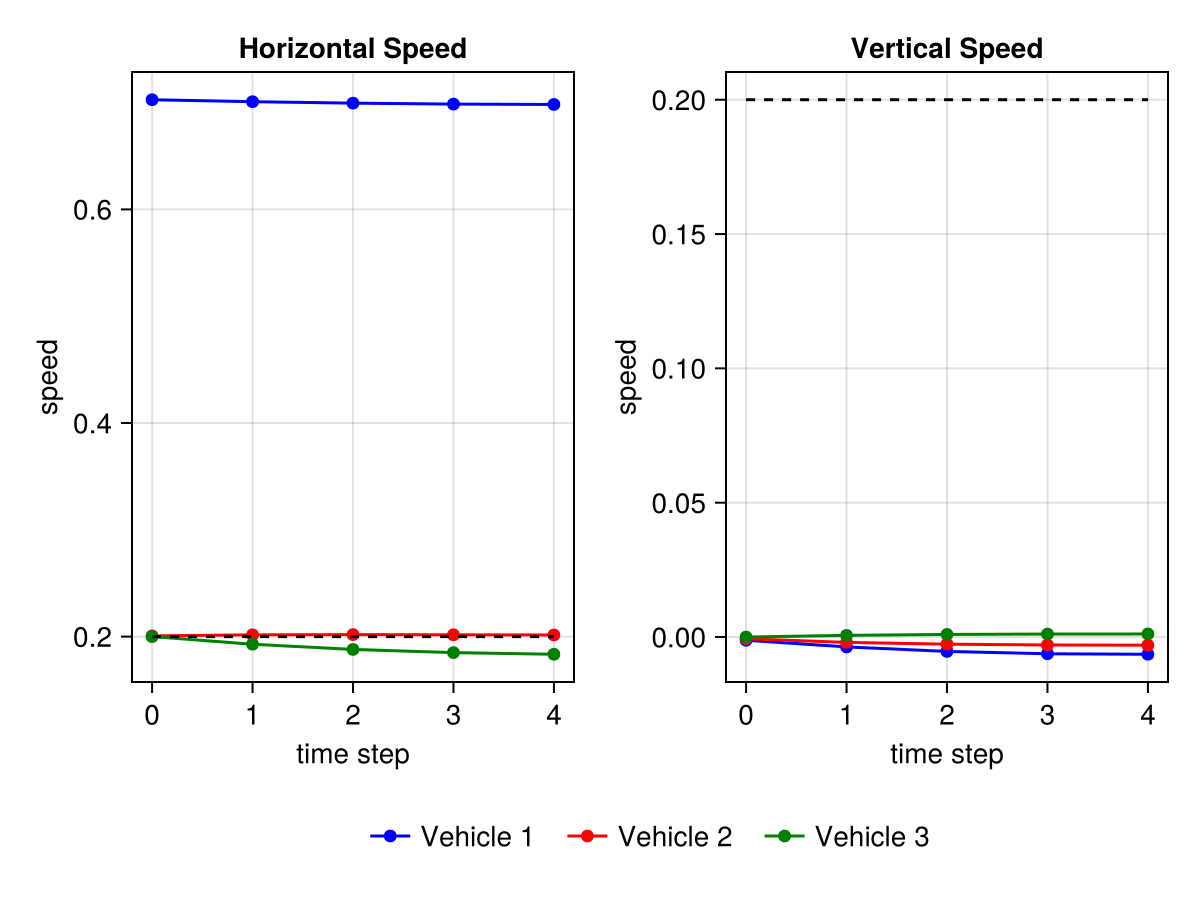 Horizontal Speed
speed
0.6
0.4
0.2
0 1 2 3 4
time step
Vertical Speed
speed
0.20
0.15
0.10
0.05
0.00
0 1 2 3 4
time step
Vehicle 1 Vehicle 2 Vehicle 3